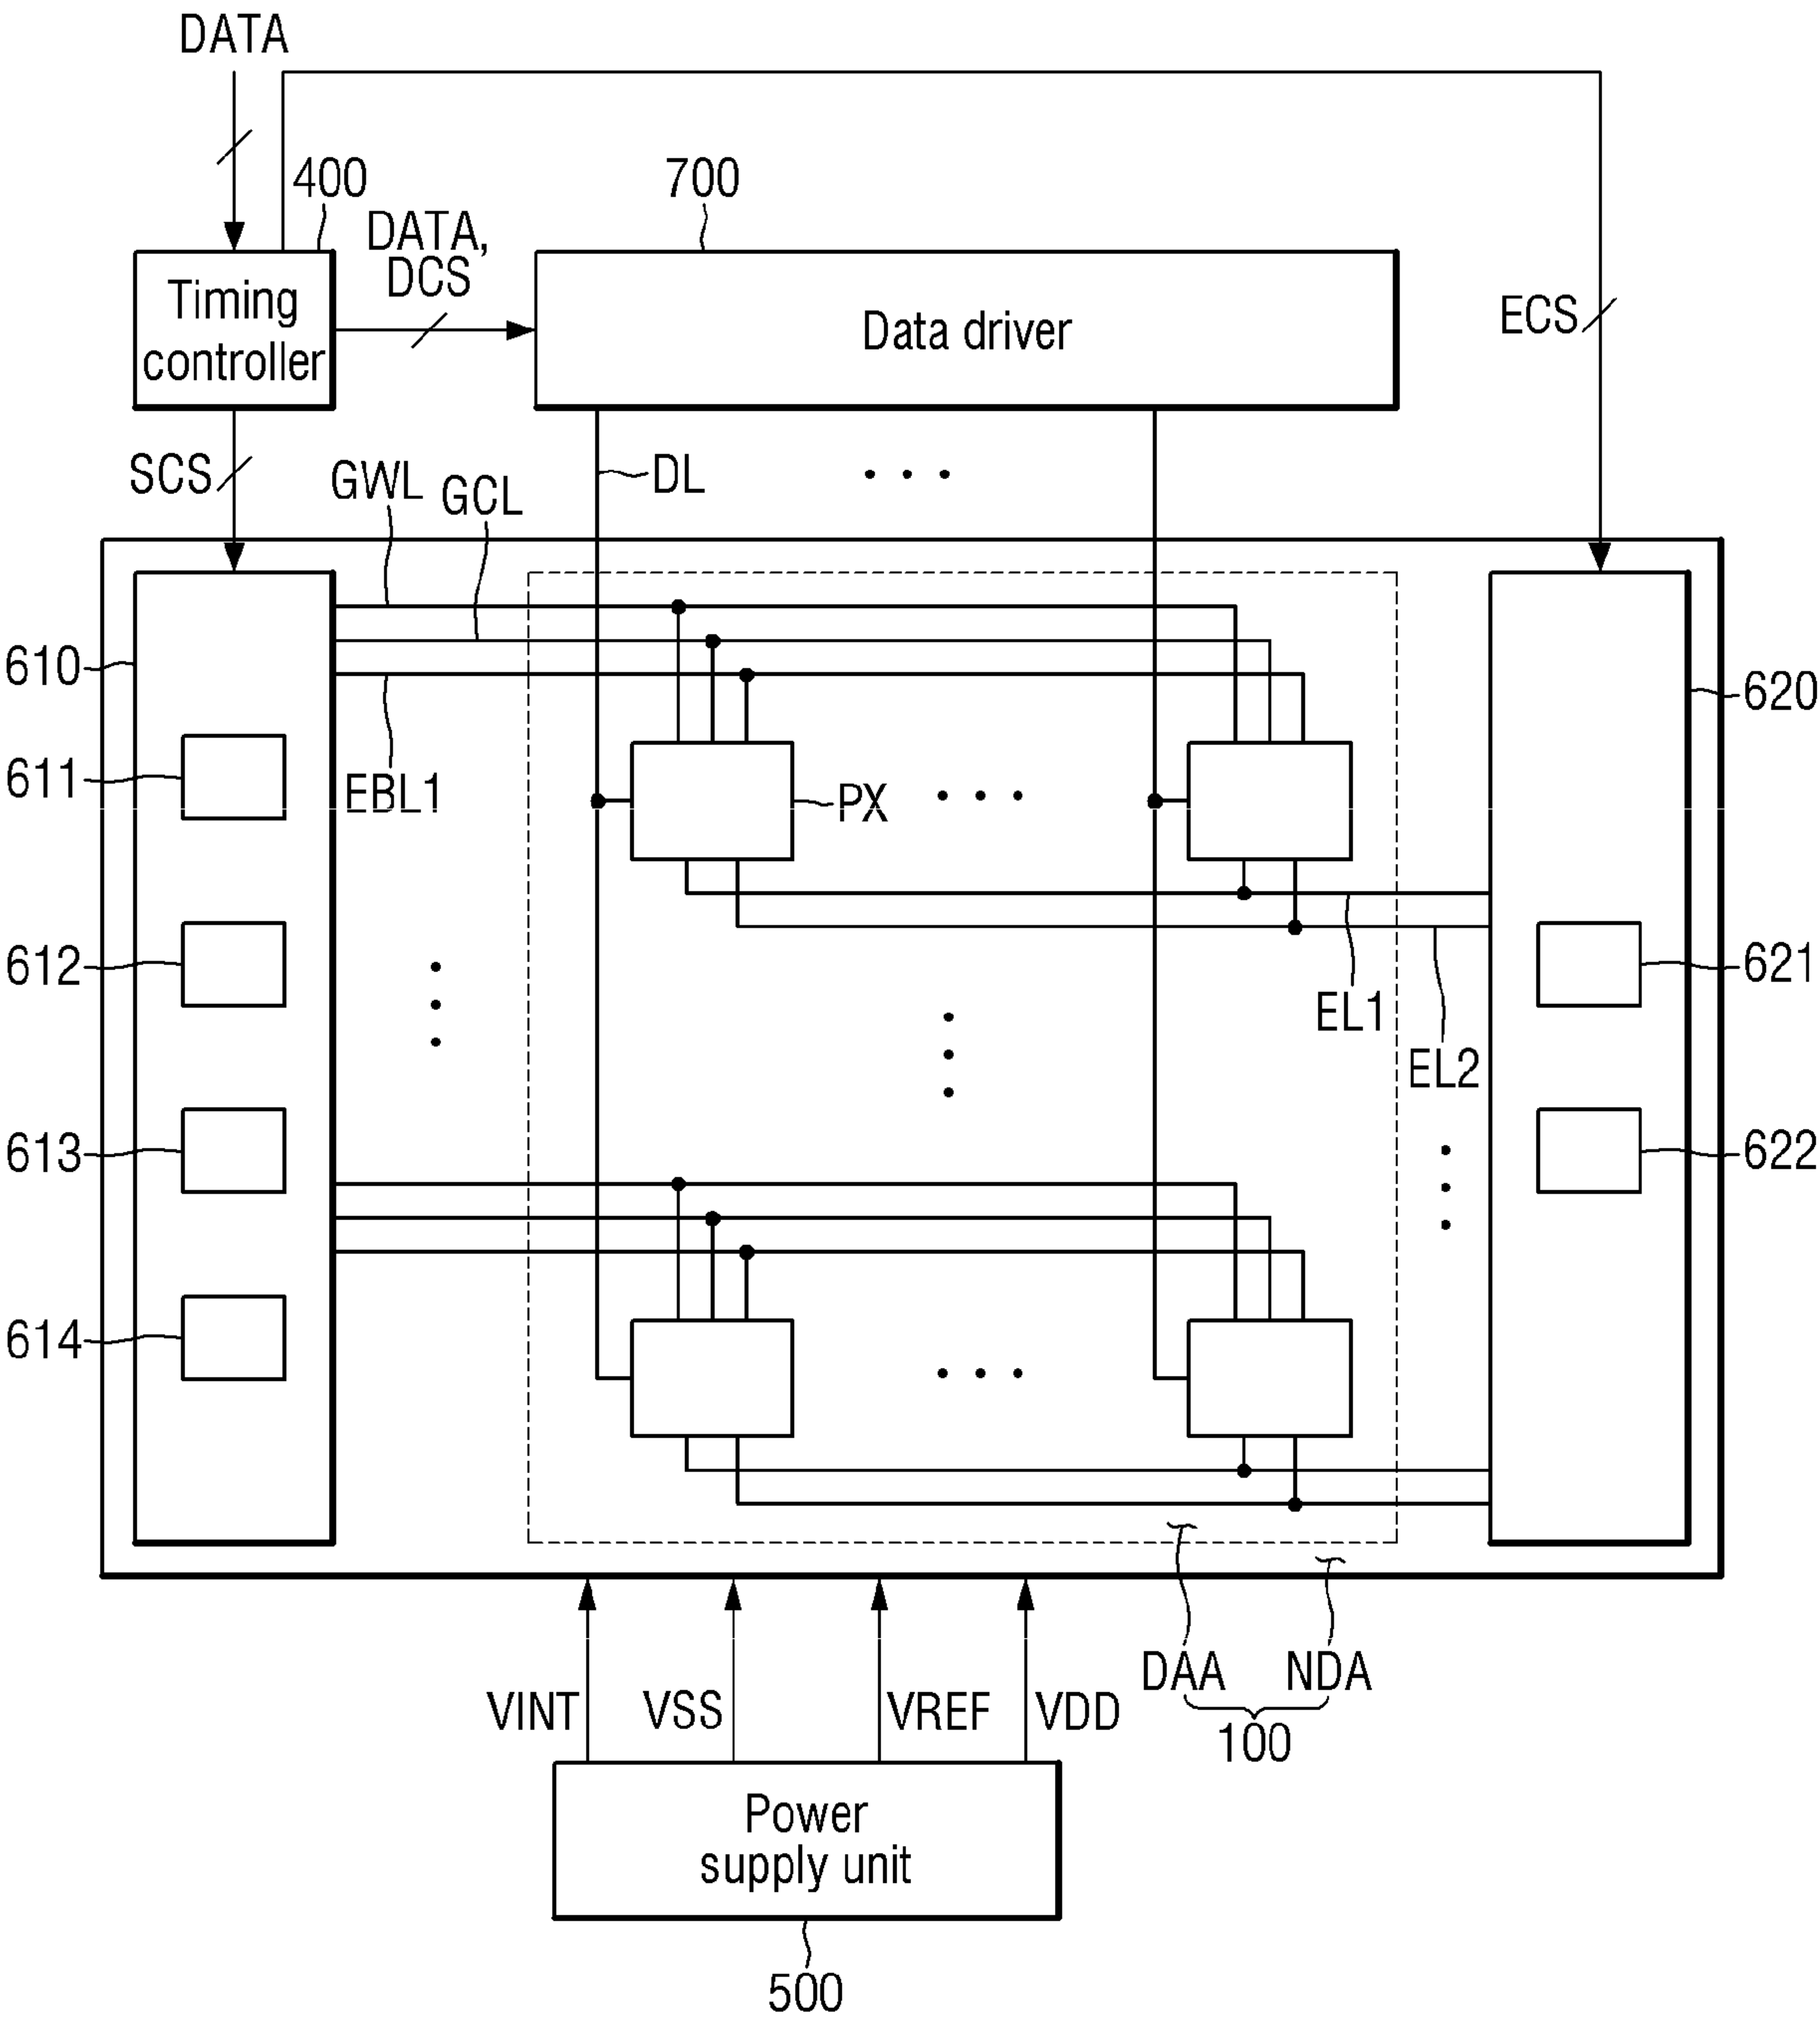 DATA
400
700
DATA,
DCS
Timing
controller
Data driver
ECS
SCS
GWL
GCL
DL
610
620
611
EBL1
PX
612
621
EL1
EL2
613
622
614
VINT
VSS
VREF
VDD
DAA
NDA
100
Power
supply unit
500